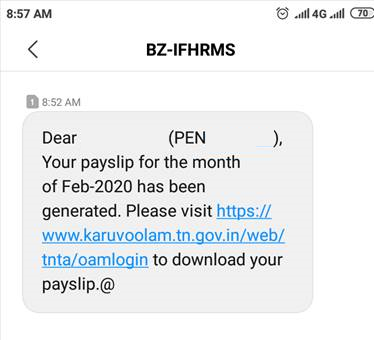 8:57 AM 4G 70
BZ-IFHRMS
1 8:52 AM
Dear (PEN ),
Your payslip for the month
of Feb-2020 has been
generated. Please visit https://
www.karuvoolam.tn.gov.in/web/
tnta/oamlogin to download your
payslip.@